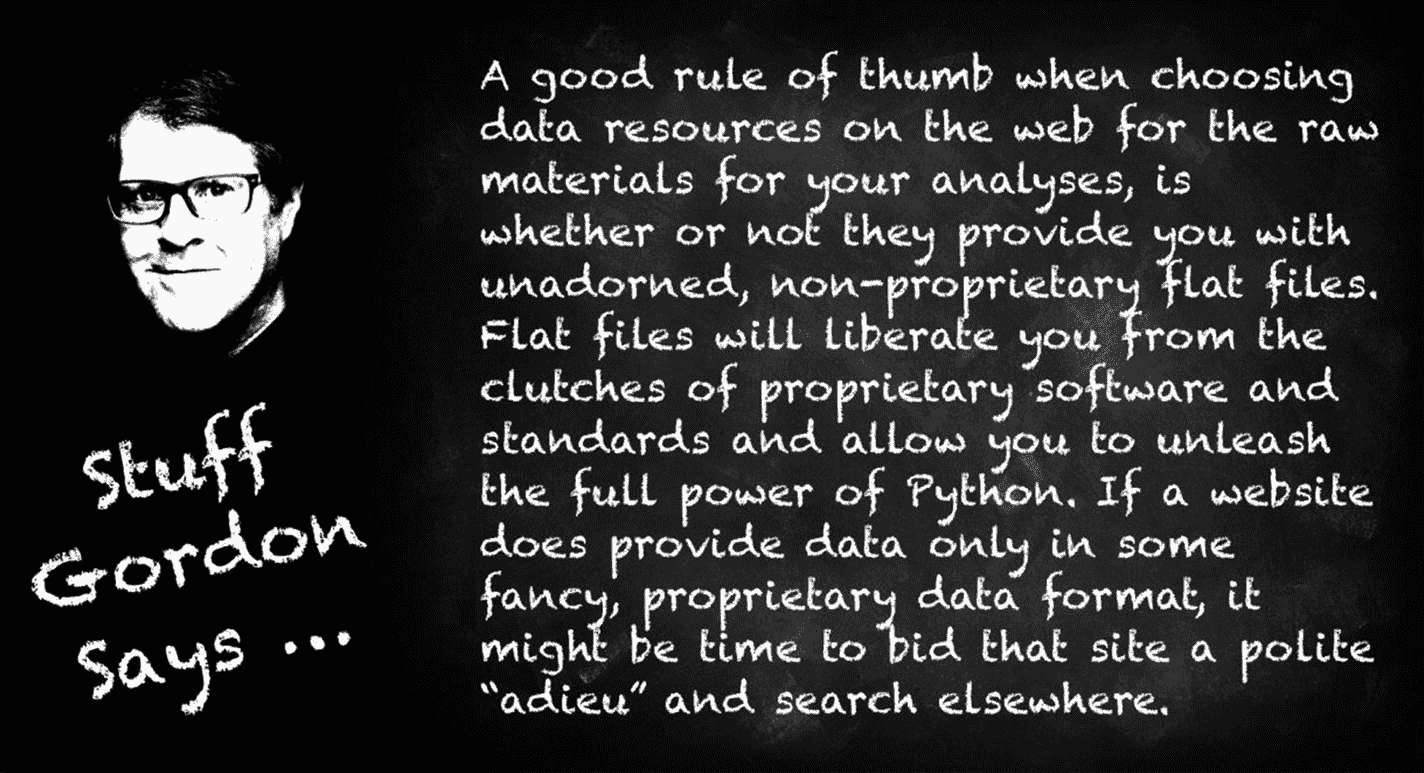 Stuff
Gordon
Says ...
A good rule of thumb when choosing
data resources on the web for the raw
materials for your analyses, is
whether or not they provide you with
unadorned, non-proprietary flat files.
Flat files will liberate you from the
clutches of proprietary software and
standards and allow you to unleash
the full power of Python. If a website
does provide data only in some
fancy, proprietary data format, it
might be time to bid that site a polite
“adieu” and search elsewhere.